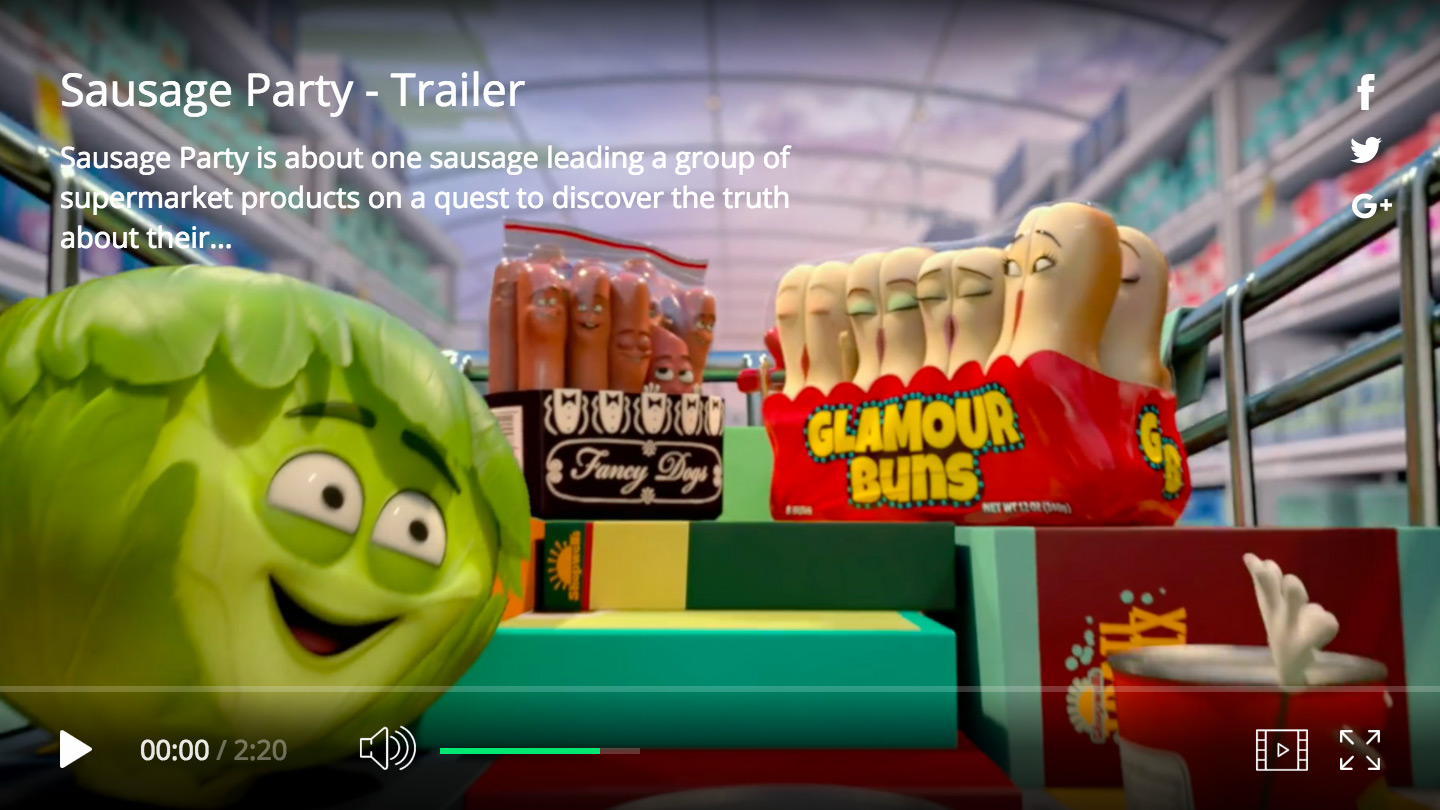 Sausage Party - Trailer
Sausage Party is about one sausage leading a group of
supermarket products on a quest to discover the truth
about their...
G+
Fancy Dogs
GLAMOUR
BUNS
NET WT 12 OZ (340g)
00:00 / 2:20